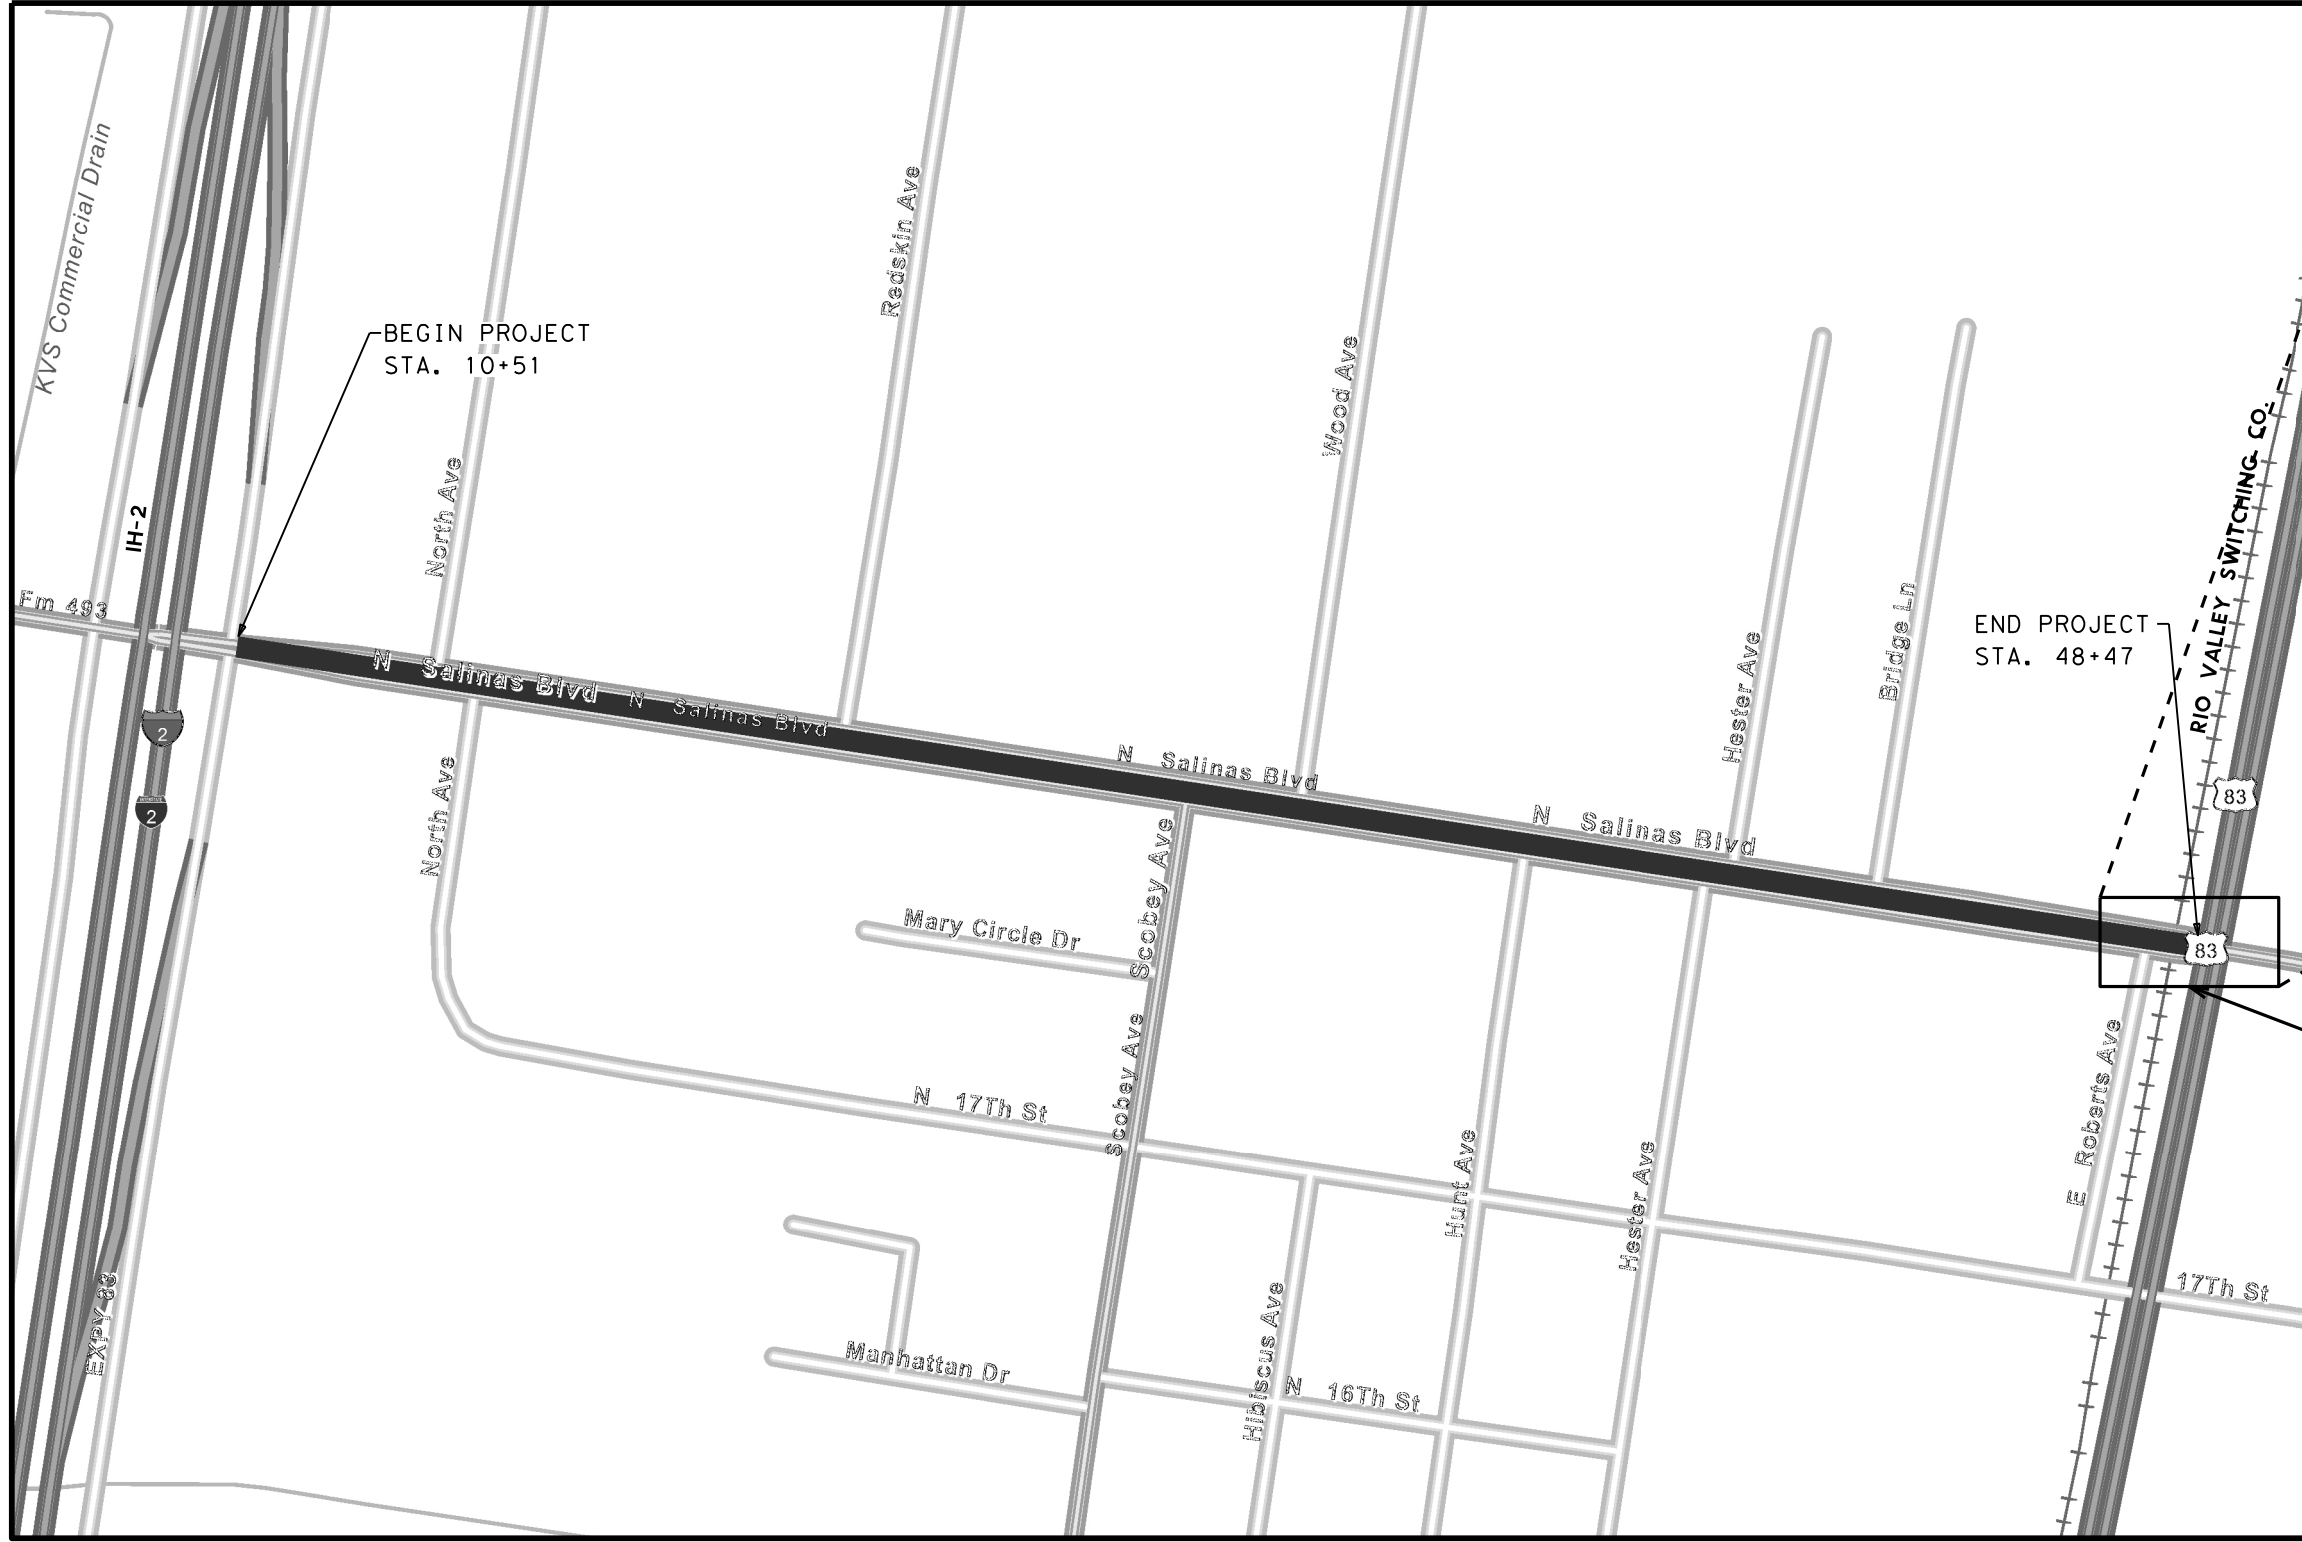 KVS Commercial Drain
BEGIN PROJECT
STA. 10+51
Redskin Ave
Wood Ave
North Ave
IH-2
Fm 493
RIO VALLEY SWITCHING CO.
Hester Ave
Bridge Ln
END PROJECT
STA. 48+47
N Salinas Blvd
N Salinas Blvd
N Salinas Blvd
N Salinas Blvd
2
2
83
83
North Ave
Scobey Ave
Mary Circle Dr
Scobey Ave
N 17Th St
Hunt Ave
Hester Ave
E Roberts Ave
17Th St
EXPY 83
Manhattan Dr
Hibiscus Ave
N 16Th St